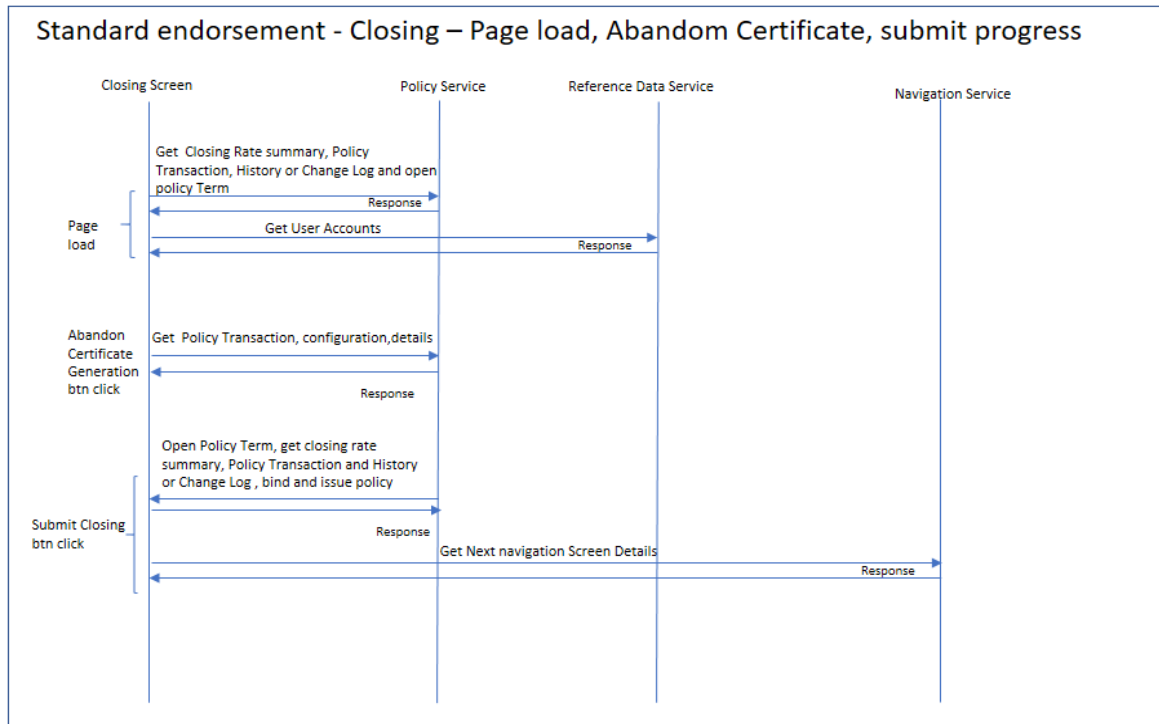 Standard endorsement - Closing – Page load, Abandom Certificate, submit progress
Closing Screen
Policy Service
Reference Data Service
Navigation Service
Get Closing Rate summary, Policy
Transaction, History or Change Log and open
policy Term
Response
Page
load
Get User Accounts
Response
Abandon
Certificate
Generation
btn click
Get Policy Transaction, configuration,details
Response
Open Policy Term, get closing rate
summary, Policy Transaction and History
or Change Log , bind and issue policy
Submit Closing
btn click
Response
Get Next navigation Screen Details
Response